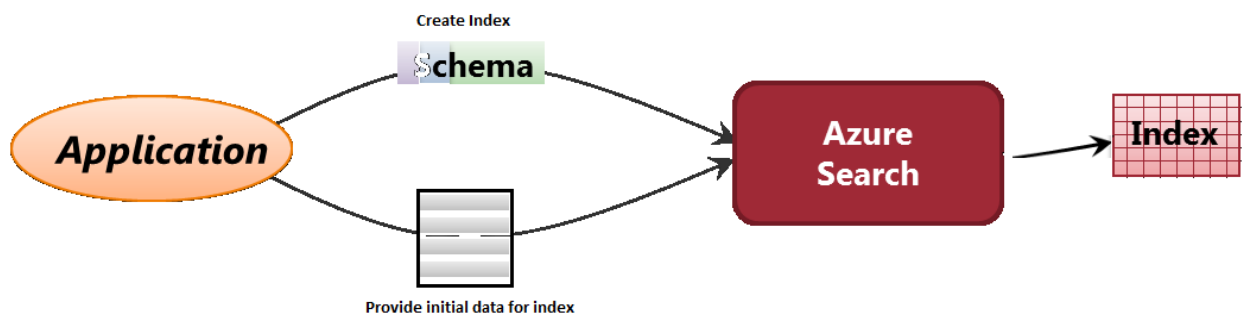 Create Index
Schema
Application
Azure
Search
Index
Provide initial data for index